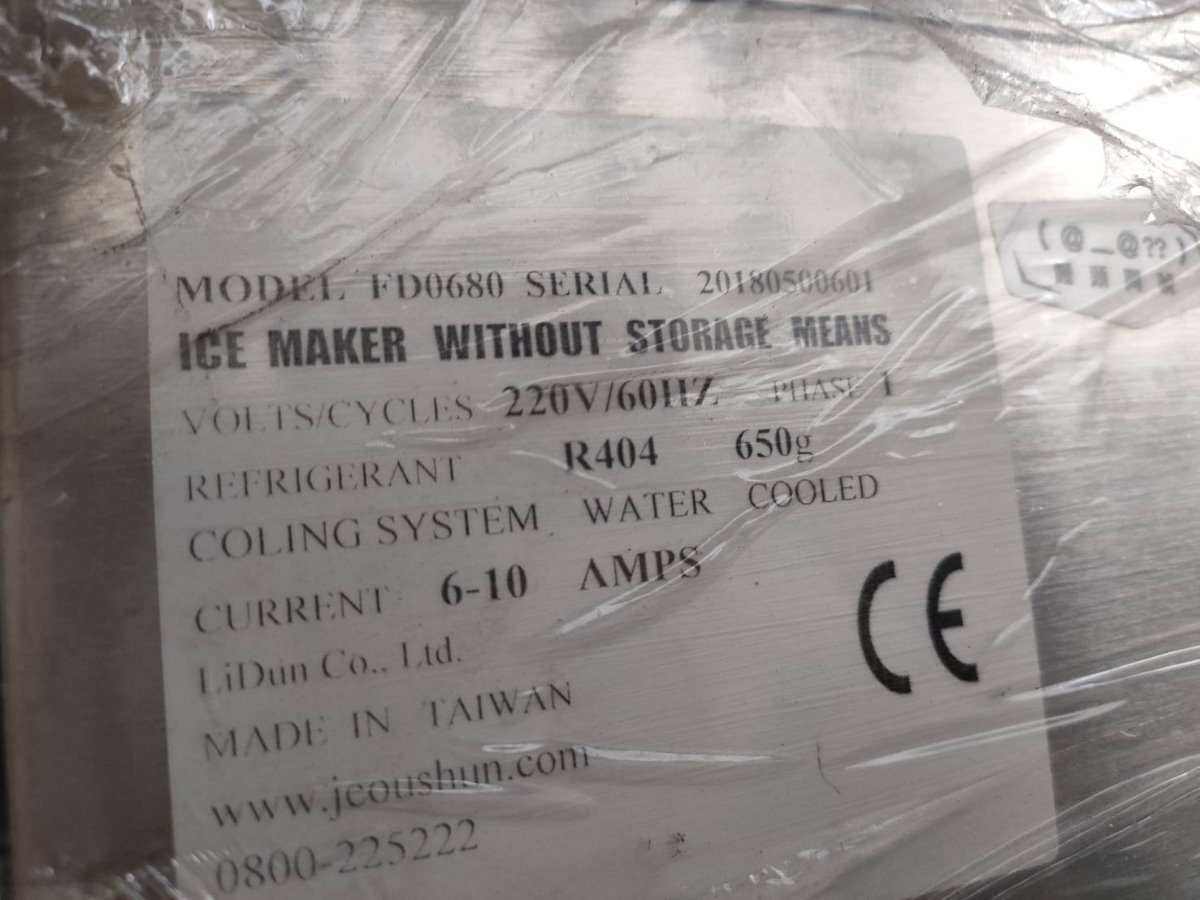 MODEL FD0680 SERIAL 20180500601
ICE MAKER WITHOUT STORAGE MEANS
VOLTS/CYCLES 220V/60HZ PHASE 1
REFRIGERANT R404 650g
COLING SYSTEM WATER COOLED
CURRENT 6-10 AMPS
LiDun Co., Ltd.
MADE IN TAIWAN
www.jeoushun.com
0800-225222
CE
(@_@??)